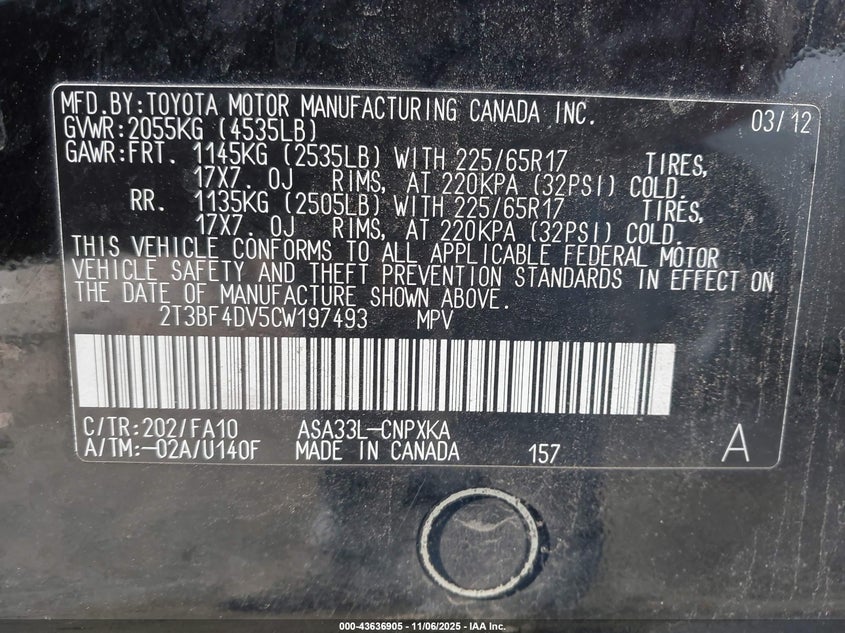 MFD.BY:TOYOTA MOTOR MANUFACTURING CANADA INC. 03/12
GVWR:2055KG (4535LB)
GAWR:FRT. 1145KG (2535LB) WITH 225/65R17 TIRES,
17X7. 0J RIMS, AT 220KPA (32PSI) COLD.
RR. 1135KG (2505LB) WITH 225/65R17 TIRES,
17X7. 0J RIMS, AT 220KPA (32PSI) COLD.
THIS VEHICLE CONFORMS TO ALL APPLICABLE FEDERAL MOTOR
VEHICLE SAFETY AND THEFT PREVENTION STANDARDS IN EFFECT ON
THE DATE OF MANUFACTURE SHOWN ABOVE.
2T3BF4DV5CW197493 MPV
C/TR:202/FA10 ASA33L-CNPXKA
A/TM:-02A/U140F MADE IN CANADA 157 A
000-43636905 - 11/06/2025 - IAA Inc.